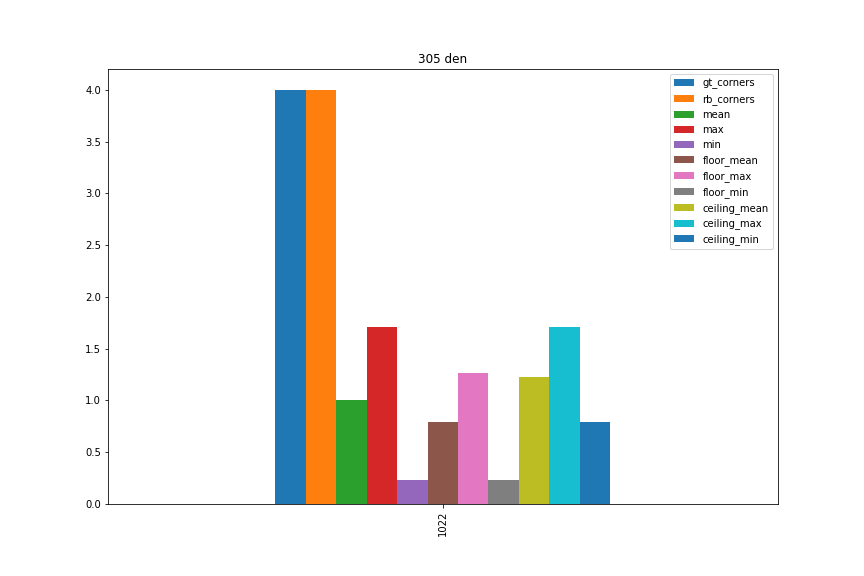 305 den
4.0
3.5
3.0
2.5
2.0
1.5
1.0
0.5
0.0
1022
gt_corners
rb_corners
mean
max
min
floor_mean
floor_max
floor_min
ceiling_mean
ceiling_max
ceiling_min